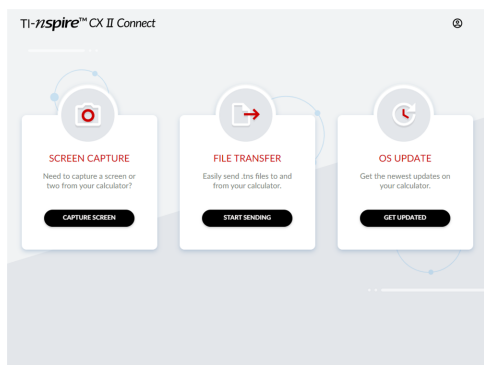 TI-nspire™ CX II Connect
SCREEN CAPTURE
Need to capture a screen or
two from your calculator?
CAPTURE SCREEN
FILE TRANSFER
Easily send .tns files to and
from your calculator.
START SENDING
OS UPDATE
Get the newest updates on
your calculator.
GET UPDATED